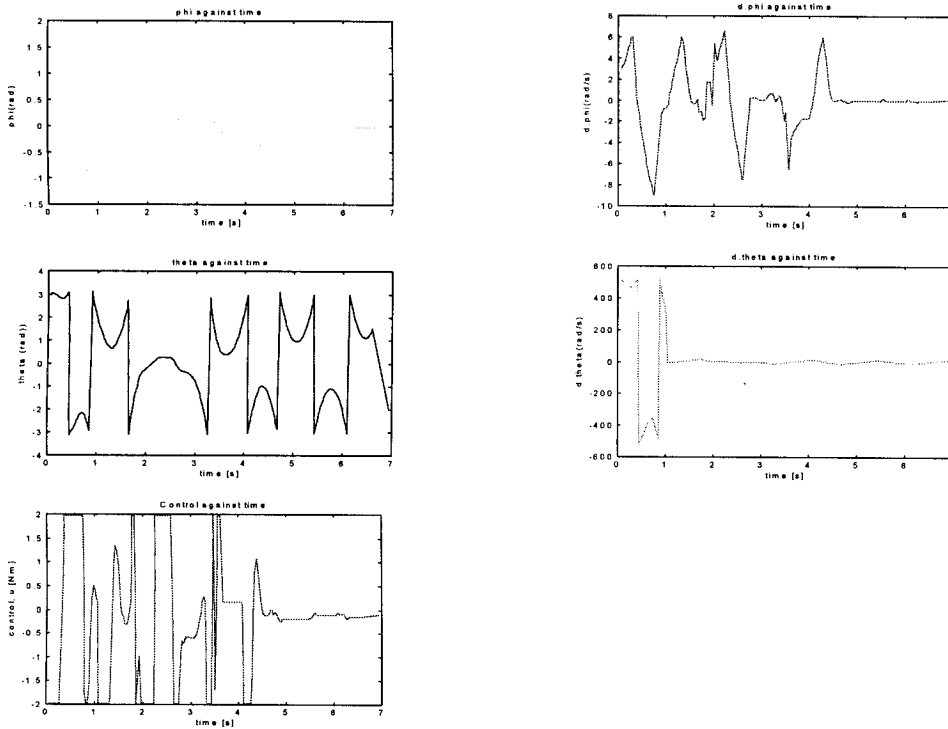 phi against time
2
1.5
1
0.5
0
-0.5
-1
-1.5
0 1 2 3 4 5 6 7
phi(rad)
time [s]
d.phi against time
8
6
4
2
0
-2
-4
-6
-8
-10
0 1 2 3 4 5 6
d.phi(rad/s)
time [s]
theta against time
4
3
2
1
0
-1
-2
-3
-4
0 1 2 3 4 5 6 7
theta (rad))
time [s]
d.theta against time
600
400
200
0
-200
-400
-600
0 1 2 3 4 5 6
d.theta(rad/s)
time [s]
Control against time
2
1.5
1
0.5
0
-0.5
-1
-1.5
-2
0 1 2 3 4 5 6 7
control, u [Nm]
time [s]